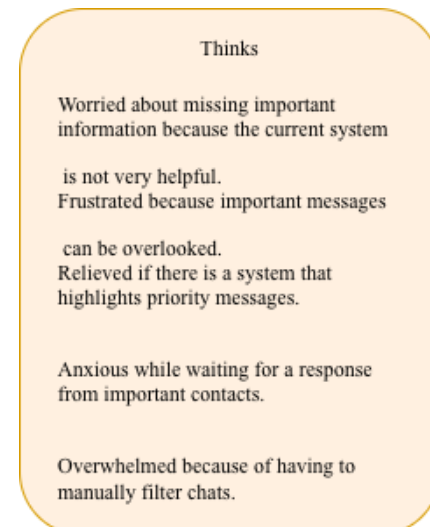 Thinks
Worried about missing important
information because the current system
is not very helpful.
Frustrated because important messages
can be overlooked.
Relieved if there is a system that
highlights priority messages.
Anxious while waiting for a response
from important contacts.
Overwhelmed because of having to
manually filter chats.